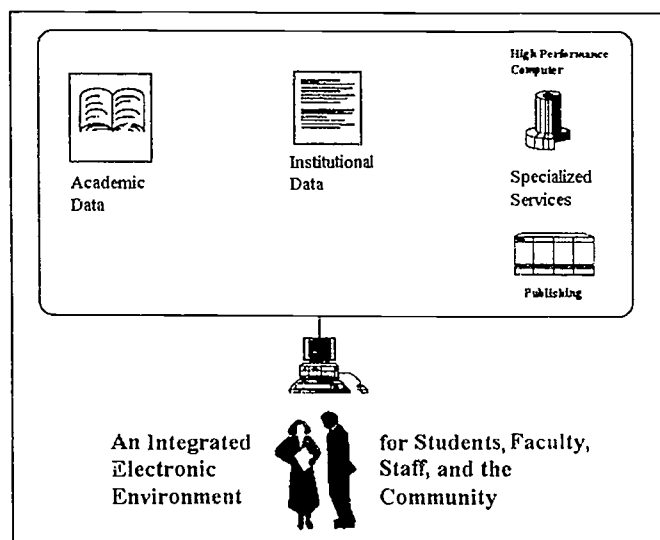 High Performance
Computer
Academic
Data
Institutional
Data
Specialized
Services
Publishing
An Integrated
Electronic
Environment
for Students, Faculty,
Staff, and the
Community